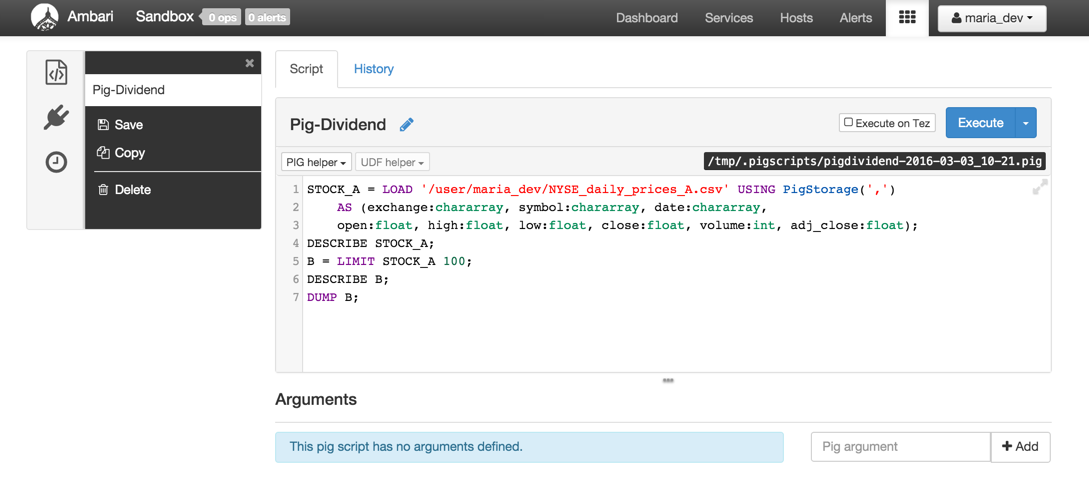 Ambari Sandbox 0 ops 0 alerts Dashboard Services Hosts Alerts maria_dev
×
Pig-Dividend
Save
Copy
Delete
Script History
Pig-Dividend Execute on Tez Execute
PIG helper UDF helper /tmp/.pigscripts/pigdividend-2016-03-03_10-21.pig
1 STOCK_A = LOAD '/user/maria_dev/NYSE_daily_prices_A.csv' USING PigStorage(',')
2 AS (exchange:chararray, symbol:chararray, date:chararray,
3 open:float, high:float, low:float, close:float, volume:int, adj_close:float);
4 DESCRIBE STOCK_A;
5 B = LIMIT STOCK_A 100;
6 DESCRIBE B;
7 DUMP B;
Arguments
This pig script has no arguments defined. Pig argument + Add